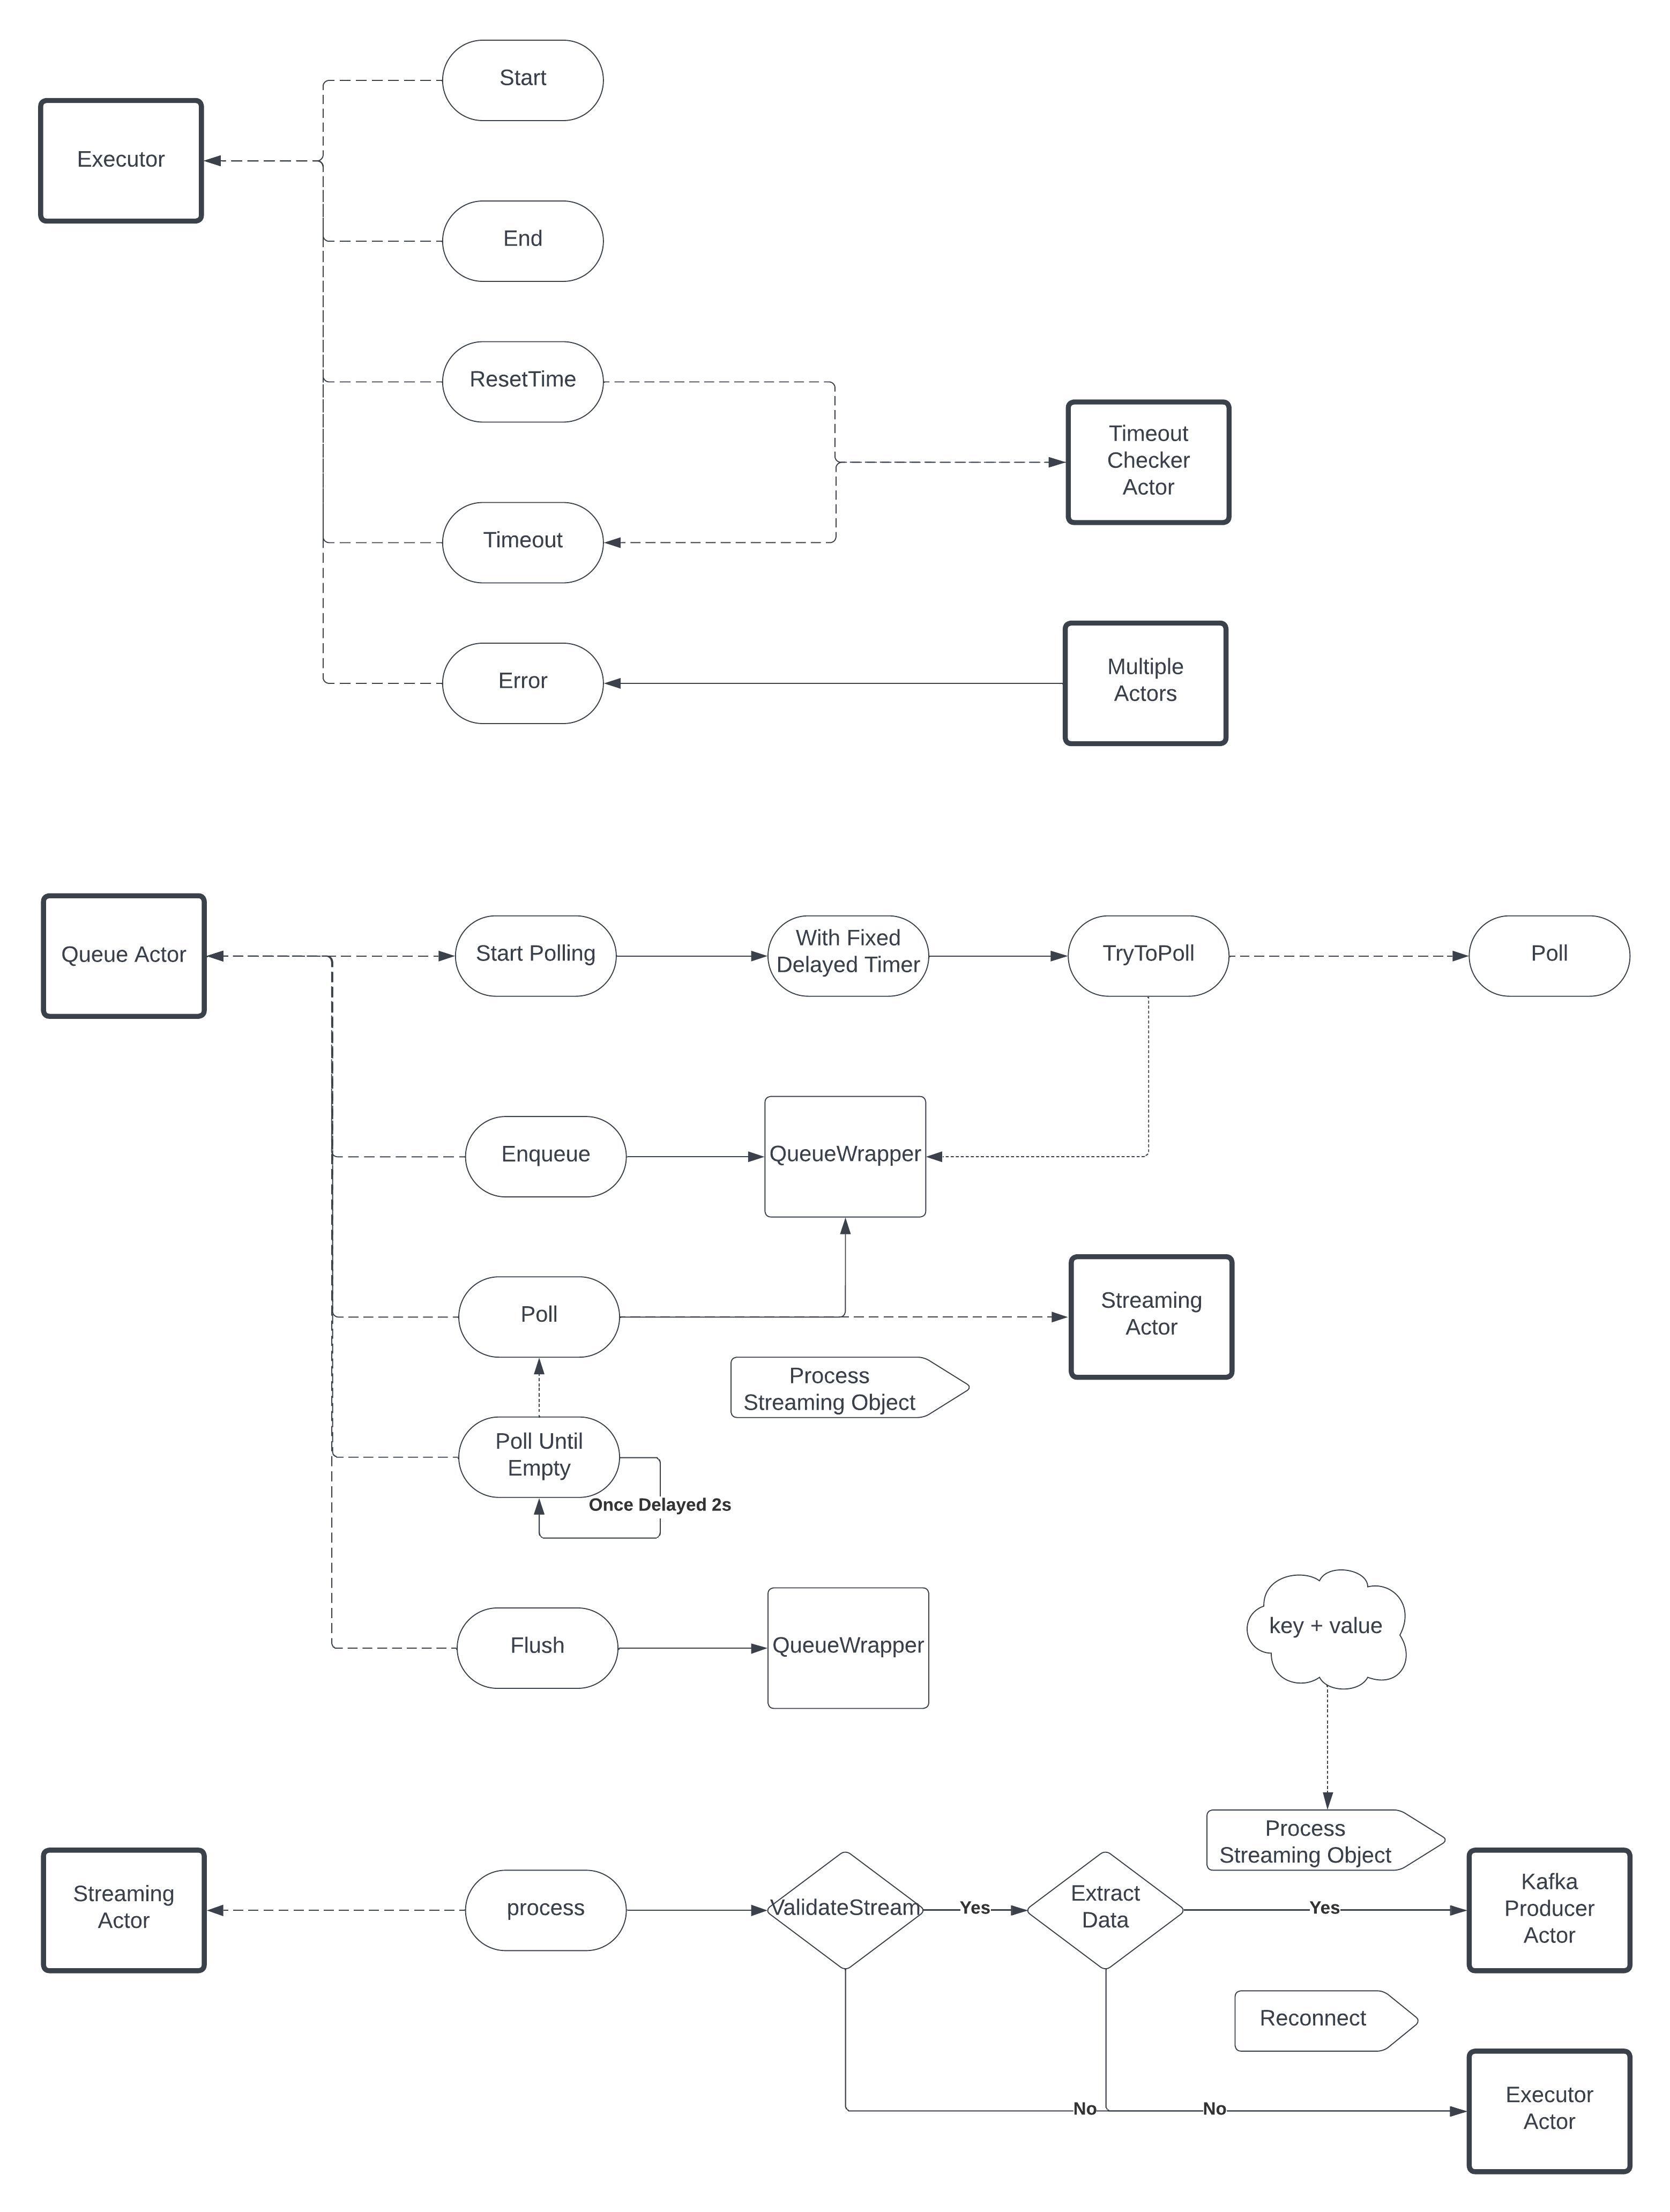 Start
Executor
End
ResetTime
Timeout
Checker
Actor
Timeout
Error
Multiple
Actors
Queue Actor
Start Polling
With Fixed
Delayed Timer
TryToPoll
Poll
Enqueue
QueueWrapper
Poll
Streaming
Actor
Process
Streaming Object
Poll Until
Empty
Once Delayed 2s
Flush
QueueWrapper
key + value
Process
Streaming Object
Streaming
Actor
process
ValidateStream
Yes
Extract
Data
Yes
Kafka
Producer
Actor
Reconnect
No
No
Executor
Actor